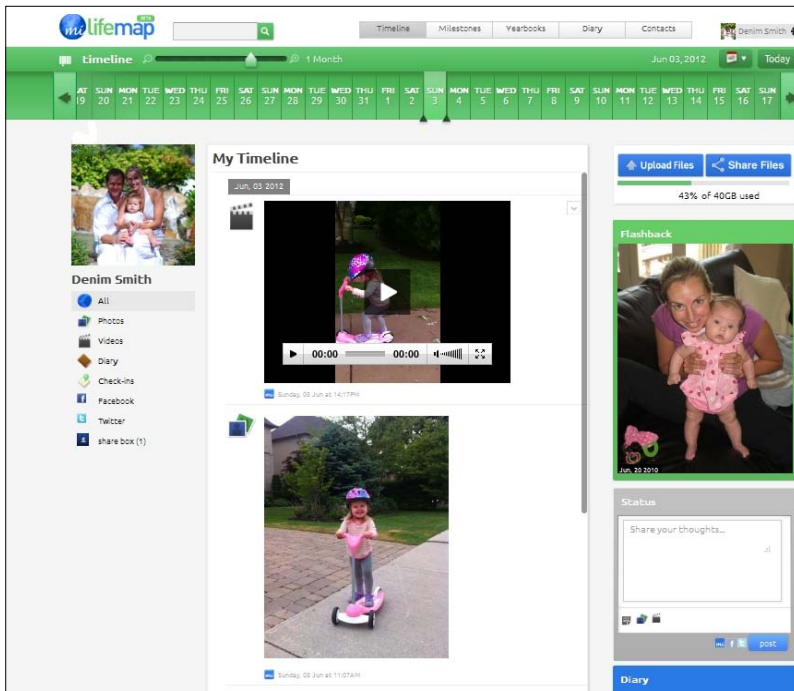 mi lifemap BETA
Timeline Milestones Yearbooks Diary Contacts
Denim Smith
timeline 1 Month
Jun 03, 2012
Today
AT SUN MON TUE WED THU FRI SAT SUN MON TUE WED THU FRI SAT SUN MON TUE WED THU FRI SAT SUN MON TUE WED THU FRI SAT SUN
19 20 21 22 23 24 25 26 27 28 29 30 31 1 2 3 4 5 6 7 8 9 10 11 12 13 14 15 16 17
Denim Smith
All
Photos
Videos
Diary
Check-ins
Facebook
Twitter
share box (1)
My Timeline
Jun, 03 2012
00:00 00:00
mi Sunday, 03 Jun at 14:17PM
mi Sunday, 03 Jun at 11:07AM
Upload Files Share Files
43% of 40GB used
Flashback
Jun, 20 2010
Status
Share your thoughts...
mi f t post
Diary